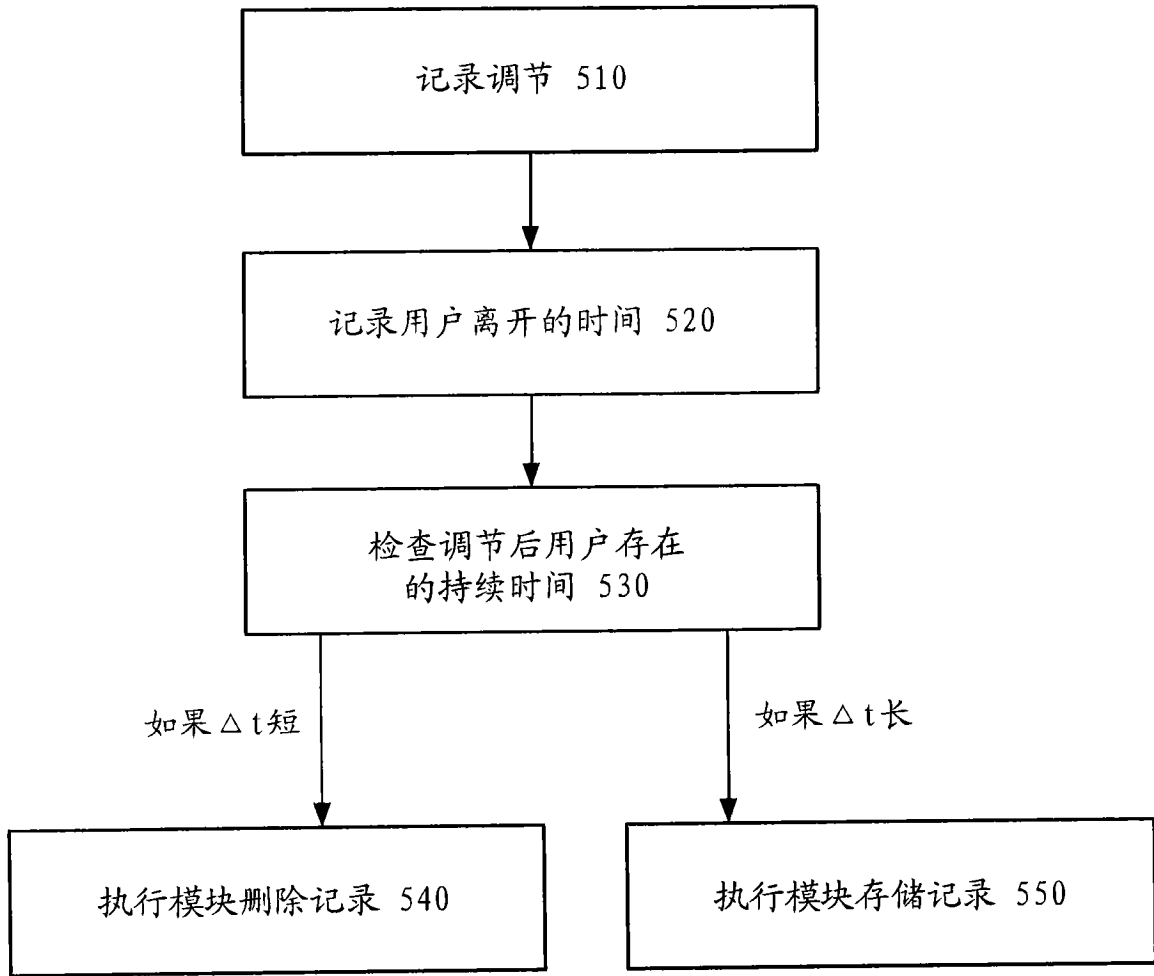 记录调节 510
记录用户离开的时间 520
检查调节后用户存在
的持续时间 530
如果△t短
如果△t长
执行模块删除记录 540
执行模块存储记录 550